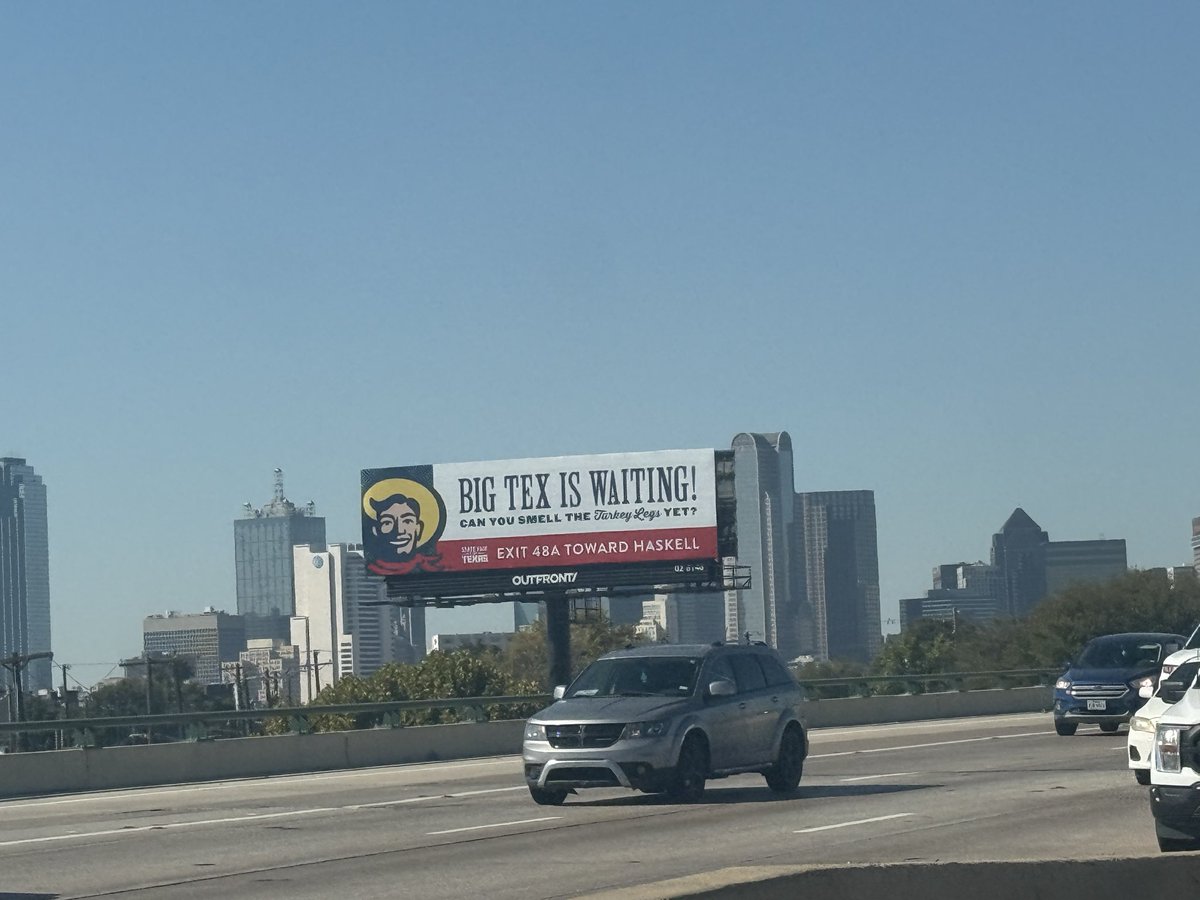 BIG TEX IS WAITING!
CAN YOU SMELL THE Turkey Legs YET?
STATE FAIR
TEXAS
EXIT 48A TOWARD HASKELL
OUTFRONT/